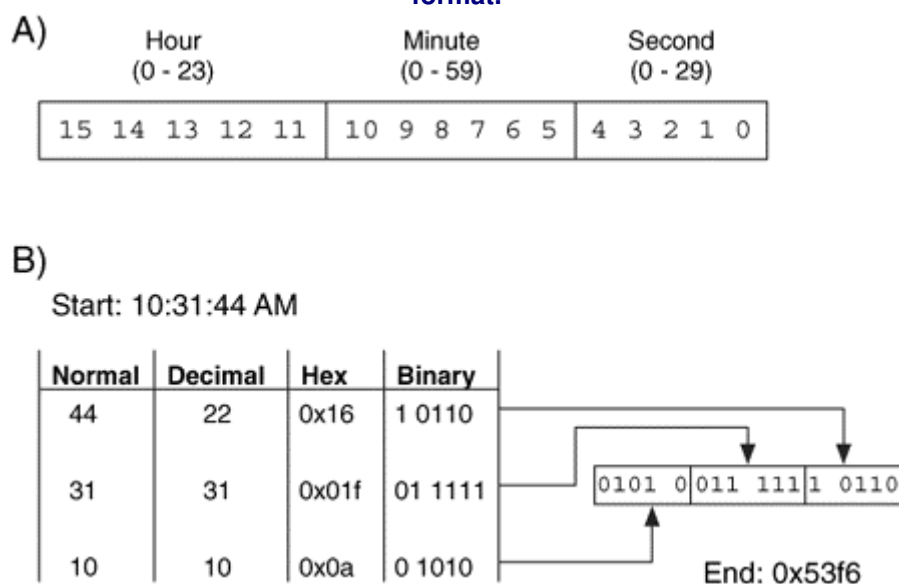 format.
A)
Hour Minute Second
(0 - 23) (0 - 59) (0 - 29)
15 14 13 12 11 10 9 8 7 6 5 4 3 2 1 0
B)
Start: 10:31:44 AM
Normal Decimal Hex Binary
44 22 0x16 1 0110
31 31 0x01f 01 1111
0101 0 011 111 1 0110
10 10 0x0a 0 1010
End: 0x53f6